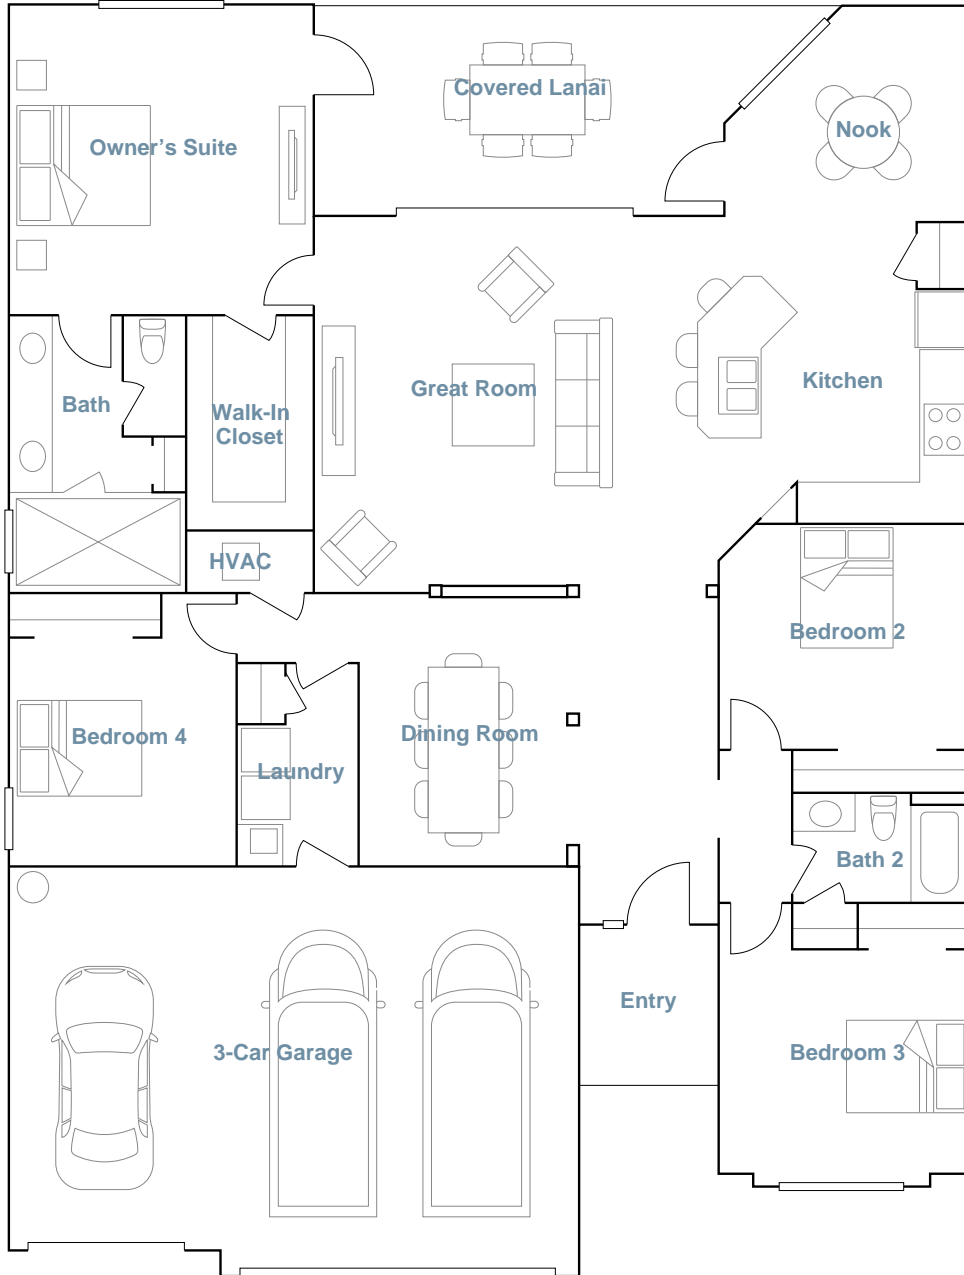 Covered Lanai
Nook
Owner's Suite
Great Room
Kitchen
Bath
Walk-In
Closet
HVAC
Bedroom 2
Bedroom 4
Dining Room
Laundry
Bath 2
Entry
3-Car Garage
Bedroom 3